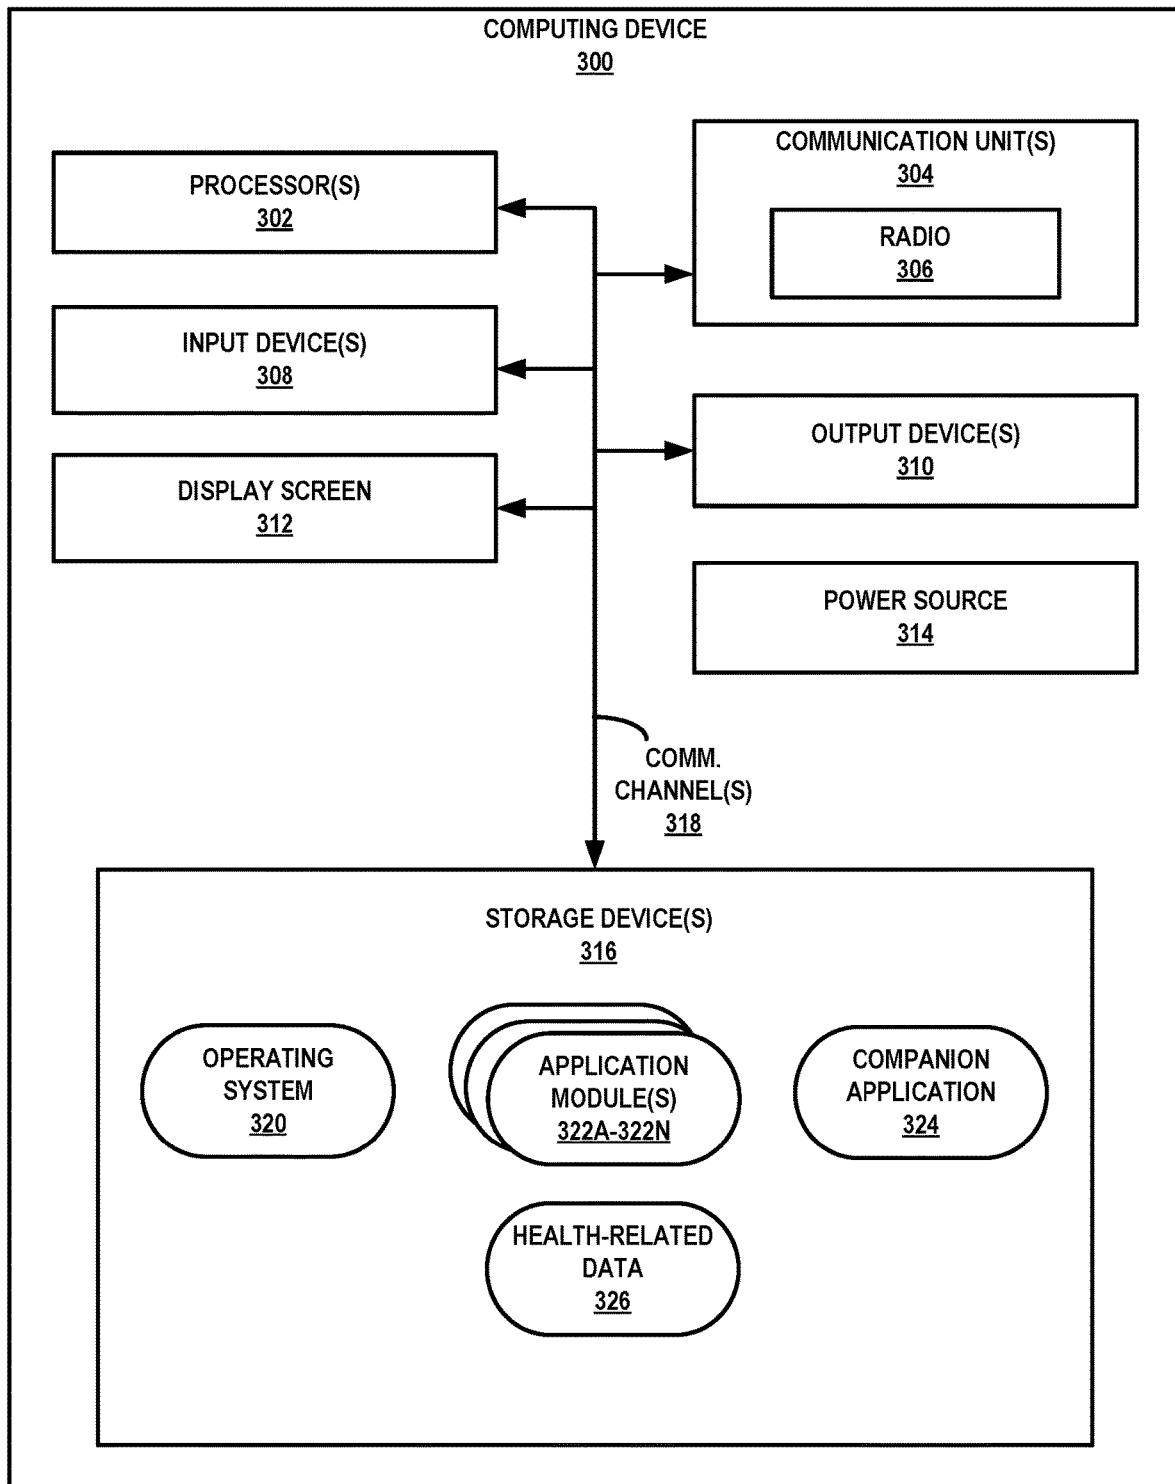 COMPUTING DEVICE
300
PROCESSOR(S)
302
COMMUNICATION UNIT(S)
304
RADIO
306
INPUT DEVICE(S)
308
OUTPUT DEVICE(S)
310
DISPLAY SCREEN
312
POWER SOURCE
314
COMM.
CHANNEL(S)
318
STORAGE DEVICE(S)
316
OPERATING
SYSTEM
320
APPLICATION
MODULE(S)
322A-322N
COMPANION
APPLICATION
324
HEALTH-RELATED
DATA
326